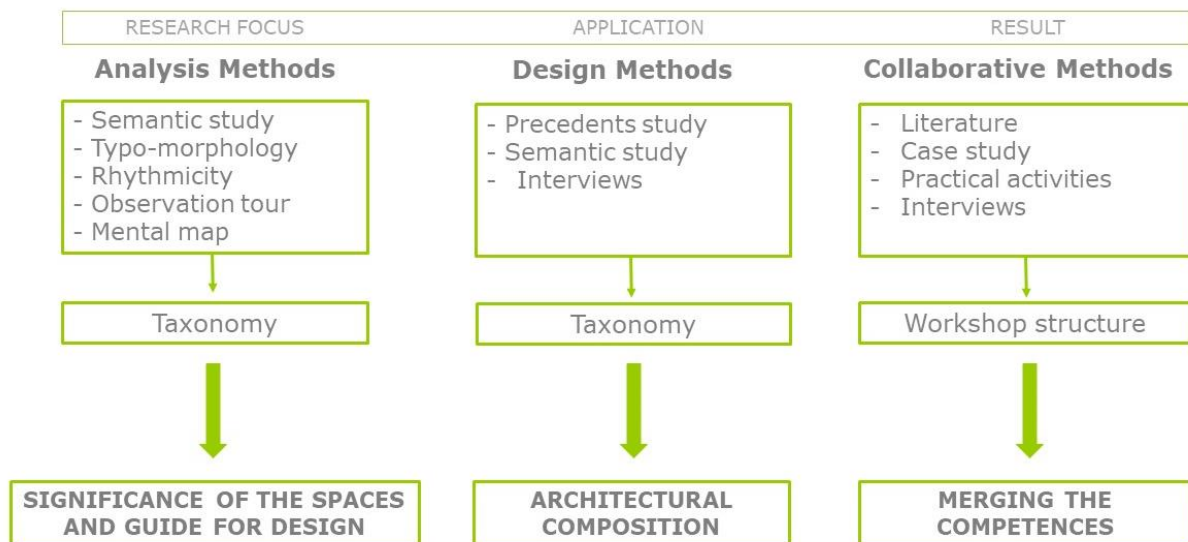 RESEARCH FOCUS APPLICATION RESULT
Analysis Methods
- Semantic study
- Typo-morphology
- Rhythmicity
- Observation tour
- Mental map
Taxonomy
SIGNIFICANCE OF THE SPACES
AND GUIDE FOR DESIGN
Design Methods
- Precedents study
- Semantic study
- Interviews
Taxonomy
ARCHITECTURAL
COMPOSITION
Collaborative Methods
- Literature
- Case study
- Practical activities
- Interviews
Workshop structure
MERGING THE
COMPETENCES